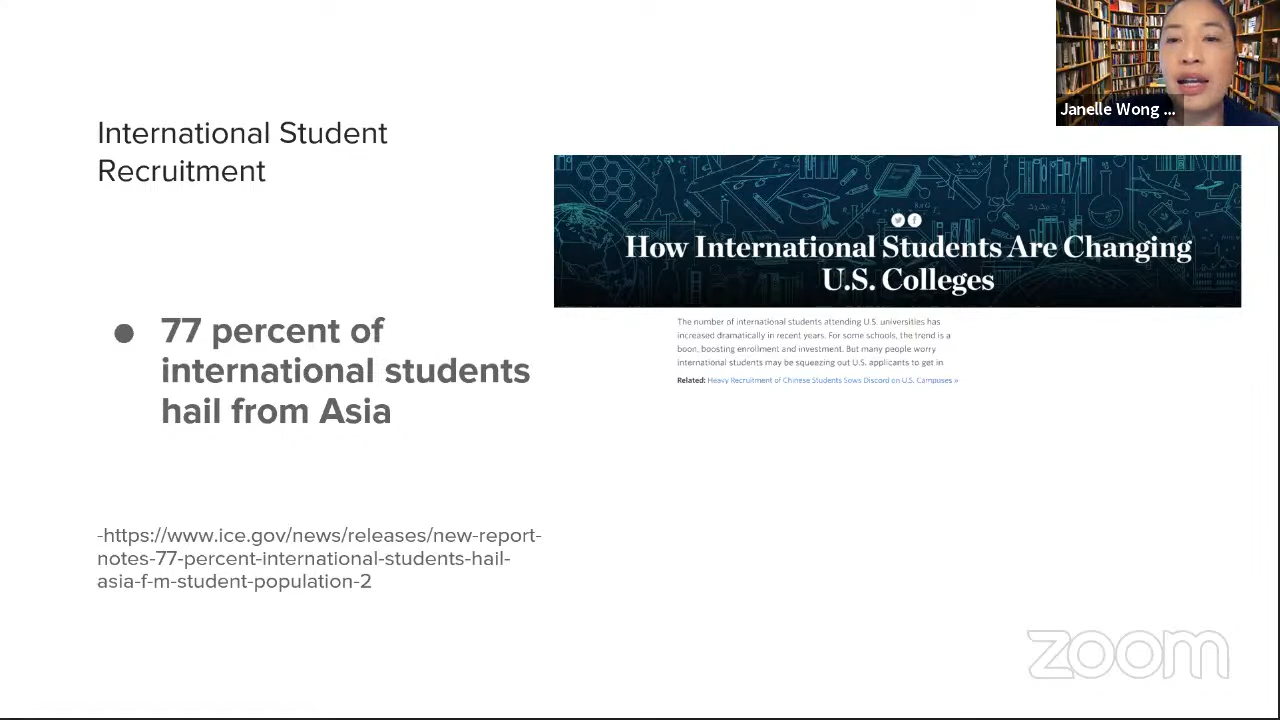 Janelle Wong ...
International Student
Recruitment
How International Students Are Changing
U.S. Colleges
77 percent of
international students
hail from Asia
The number of international students attending U.S. universities has
increased dramatically in recent years. For some schools, the trend is a
boon, boosting enrollment and investment. But many people worry
international students may be squeezing out U.S. applicants to get in
Related: Heavy Recruitment of Chinese Students Sows Discord on U.S. Campuses »
-https://www.ice.gov/news/releases/new-report-
notes-77-percent-international-students-hail-
asia-f-m-student-population-2
zoom